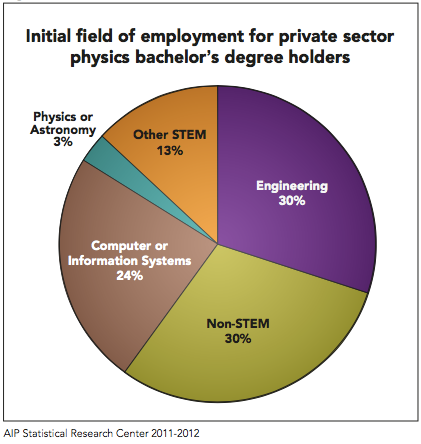 Initial field of employment for private sector
physics bachelor's degree holders
Physics or
Astronomy
3%
Other STEM
13%
Engineering
30%
Computer or
Information Systems
24%
Non-STEM
30%
AIP Statistical Research Center 2011-2012